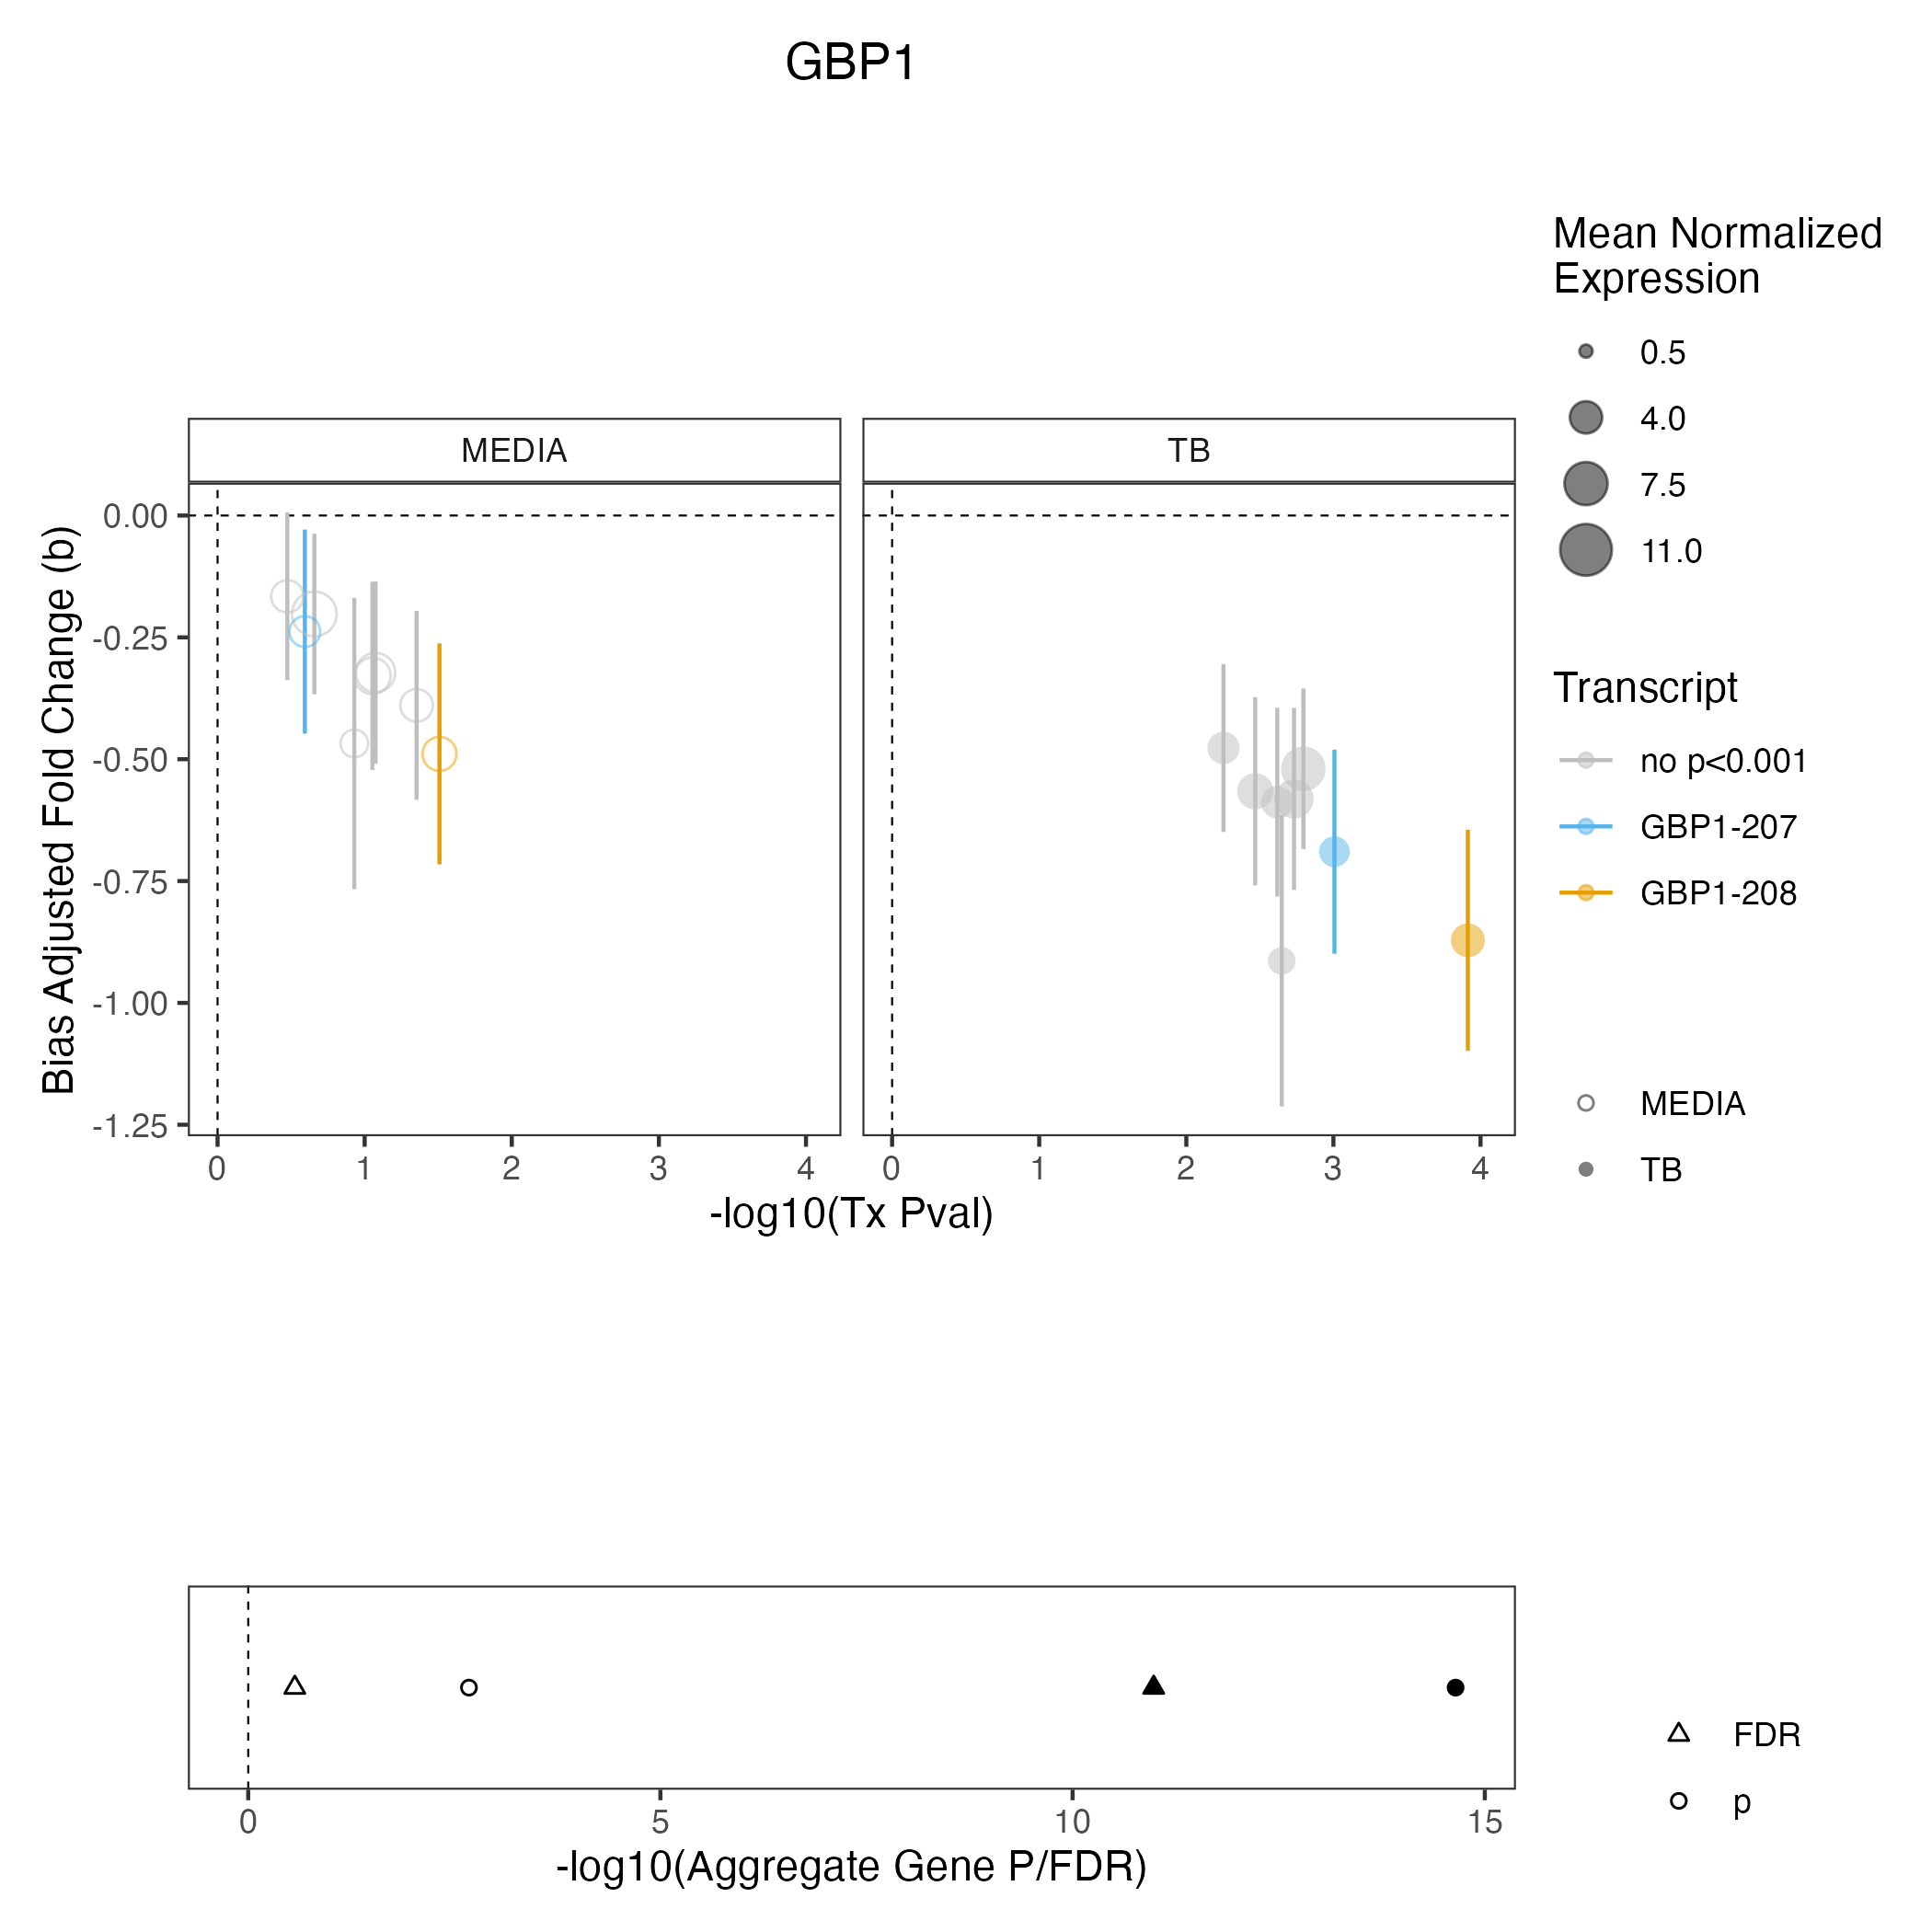 GBP1
Mean Normalized
Expression
0.5
4.0
7.5
11.0
MEDIA
TB
0.00
-0.25
-0.50
-0.75
-1.00
-1.25
Bias Adjusted Fold Change (b)
0
1
2
3
4
0
1
2
3
4
-log10(Tx Pval)
Transcript
no p<0.001
GBP1-207
GBP1-208
MEDIA
TB
0
5
10
15
-log10(Aggregate Gene P/FDR)
FDR
p